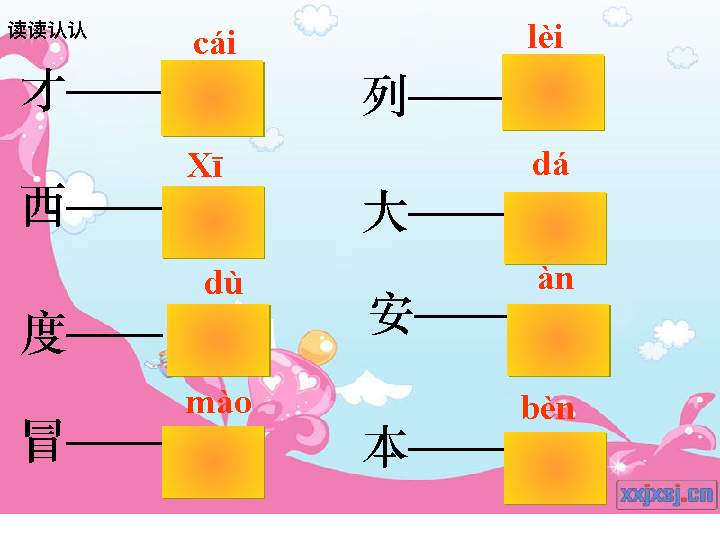 读读认认
cái lèi
才—— 列——
Xī dá
西—— 大——
dù àn
度—— 安——
mào bèn
冒—— 本——
xxjxsj.cn